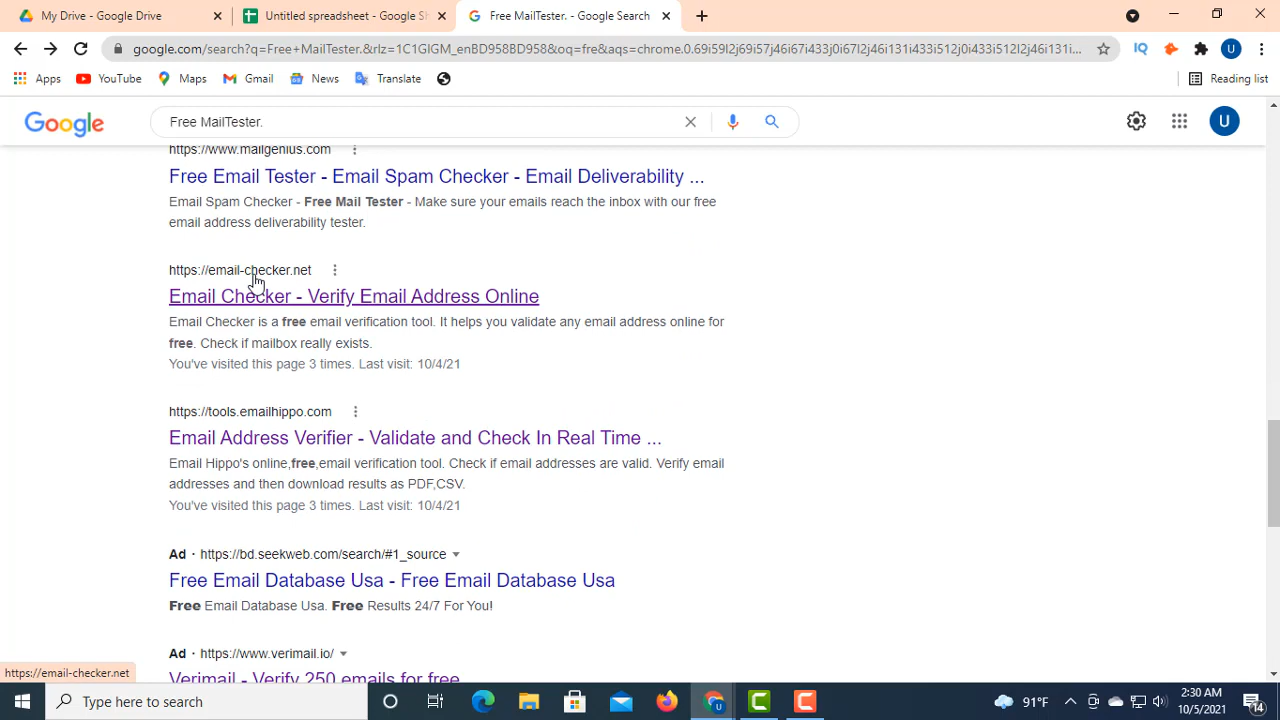 My Drive - Google Drive
Untitled spreadsheet - Google Sh
Free MailTester. - Google Search
google.com/search?q=Free+MailTester.&rlz=1C1GIGM_enBD958BD958&oq=fre&aqs=chrome.0.69i59l2j69i57j46i67i433j0i67l2j46i131i433i512j0i433i512l2j46i131i...
U
Apps
YouTube
Maps
Gmail
News
Translate
Reading list
Google
Free MailTester.
U
https://www.mailgenius.com
Free Email Tester - Email Spam Checker - Email Deliverability ...
Email Spam Checker - Free Mail Tester - Make sure your emails reach the inbox with our free
email address deliverability tester.
https://email-checker.net
Email Checker - Verify Email Address Online
Email Checker is a free email verification tool. It helps you validate any email address online for
free. Check if mailbox really exists.
You've visited this page 3 times. Last visit: 10/4/21
https://tools.emailhippo.com
Email Address Verifier - Validate and Check In Real Time ...
Email Hippo's online,free,email verification tool. Check if email addresses are valid. Verify email
addresses and then download results as PDF,CSV.
You've visited this page 3 times. Last visit: 10/4/21
Ad · https://bd.seekweb.com/search/#1_source
Free Email Database Usa - Free Email Database Usa
Free Email Database Usa. Free Results 24/7 For You!
Ad · https://www.verimail.io/
Verimail - Verify 250 emails for free
https://email-checker.net
Type here to search
91°F
2:30 AM
10/5/2021
14